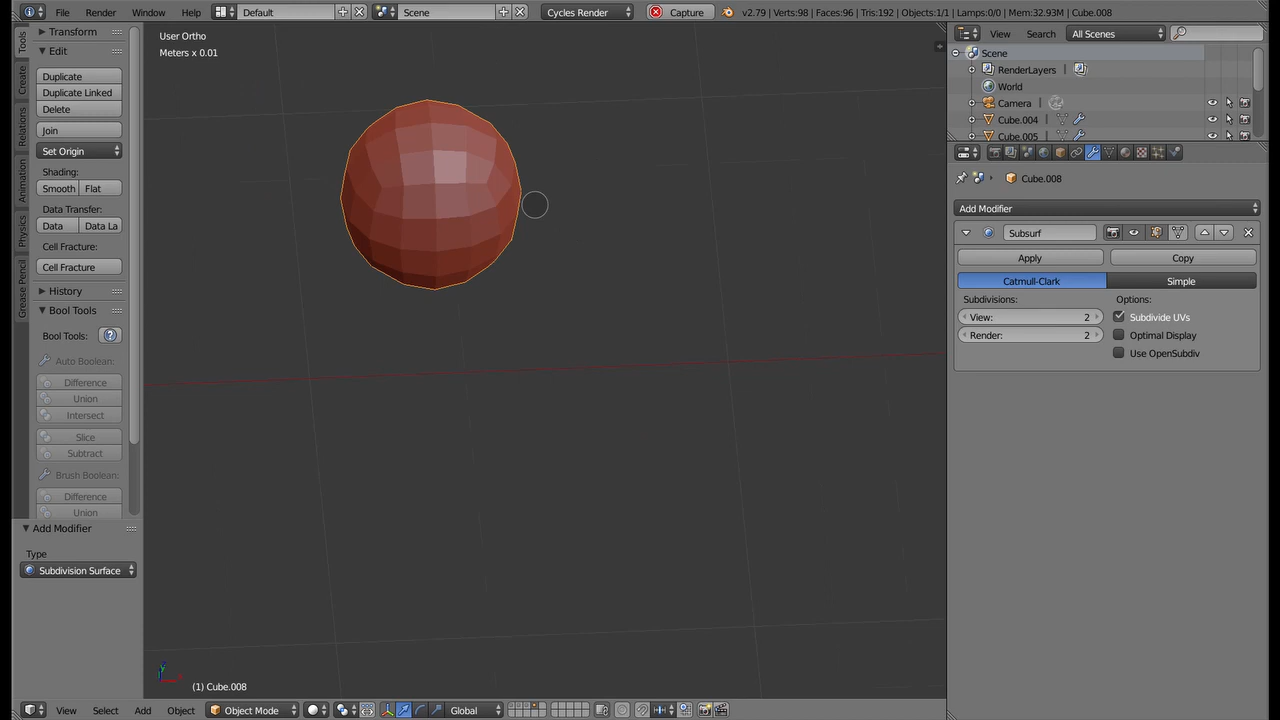 File Render Window Help Default Scene Cycles Render Capture v2.79 | Verts:98 | Faces:96 | Tris:192 | Objects:1/1 | Lamps:0/0 | Mem:32.93M | Cube.008
Tools
Create
Relations
Animation
Physics
Grease Pencil
Transform
Edit
Duplicate
Duplicate Linked
Delete
Join
Set Origin
Shading:
Smooth Flat
Data Transfer:
Data Data La
Cell Fracture:
Cell Fracture
History
Bool Tools
Bool Tools:
Auto Boolean:
Difference
Union
Intersect
Slice
Subtract
Brush Boolean:
Difference
Union
Add Modifier
Type
Subdivision Surface
User Ortho
Meters x 0.01
(1) Cube.008
View Select Add Object Object Mode Global
View Search All Scenes
Scene
RenderLayers
World
Camera
Cube.004
Cube.005
Cube.008
Add Modifier
Subsurf
Apply Copy
Catmull-Clark Simple
Subdivisions: Options:
View: 2 Subdivide UVs
Render: 2 Optimal Display
Use OpenSubdiv